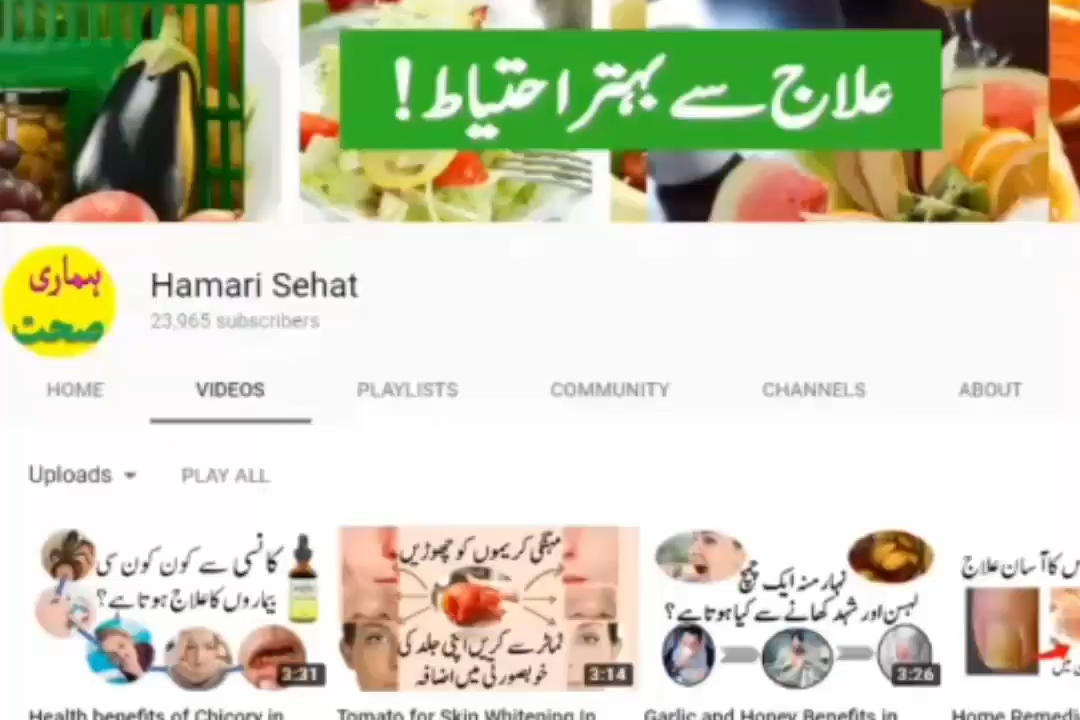 علاج سے بہتر احتیاط !
ہماری
صحت
Hamari Sehat
23,965 subscribers
HOME VIDEOS PLAYLISTS COMMUNITY CHANNELS ABOUT
Uploads PLAY ALL
کانسی سے کون کون سی
بیماروں کا علاج ہوتا ہے؟
3:31
مہنگی کریموں کو چھوڑیں
ٹماٹر سے کریں اپنی جلد کی
خوبصورتی میں اضافہ
3:14
نہار منہ ایک چمچ
لہسن اور شہد کھانے سے کیا ہوتا ہے؟
3:26
کا آسان علاج
میں
Health benefits of Chicory in
Tomato for Skin Whitening In
Garlic and Honey Benefits in
Home Remedi